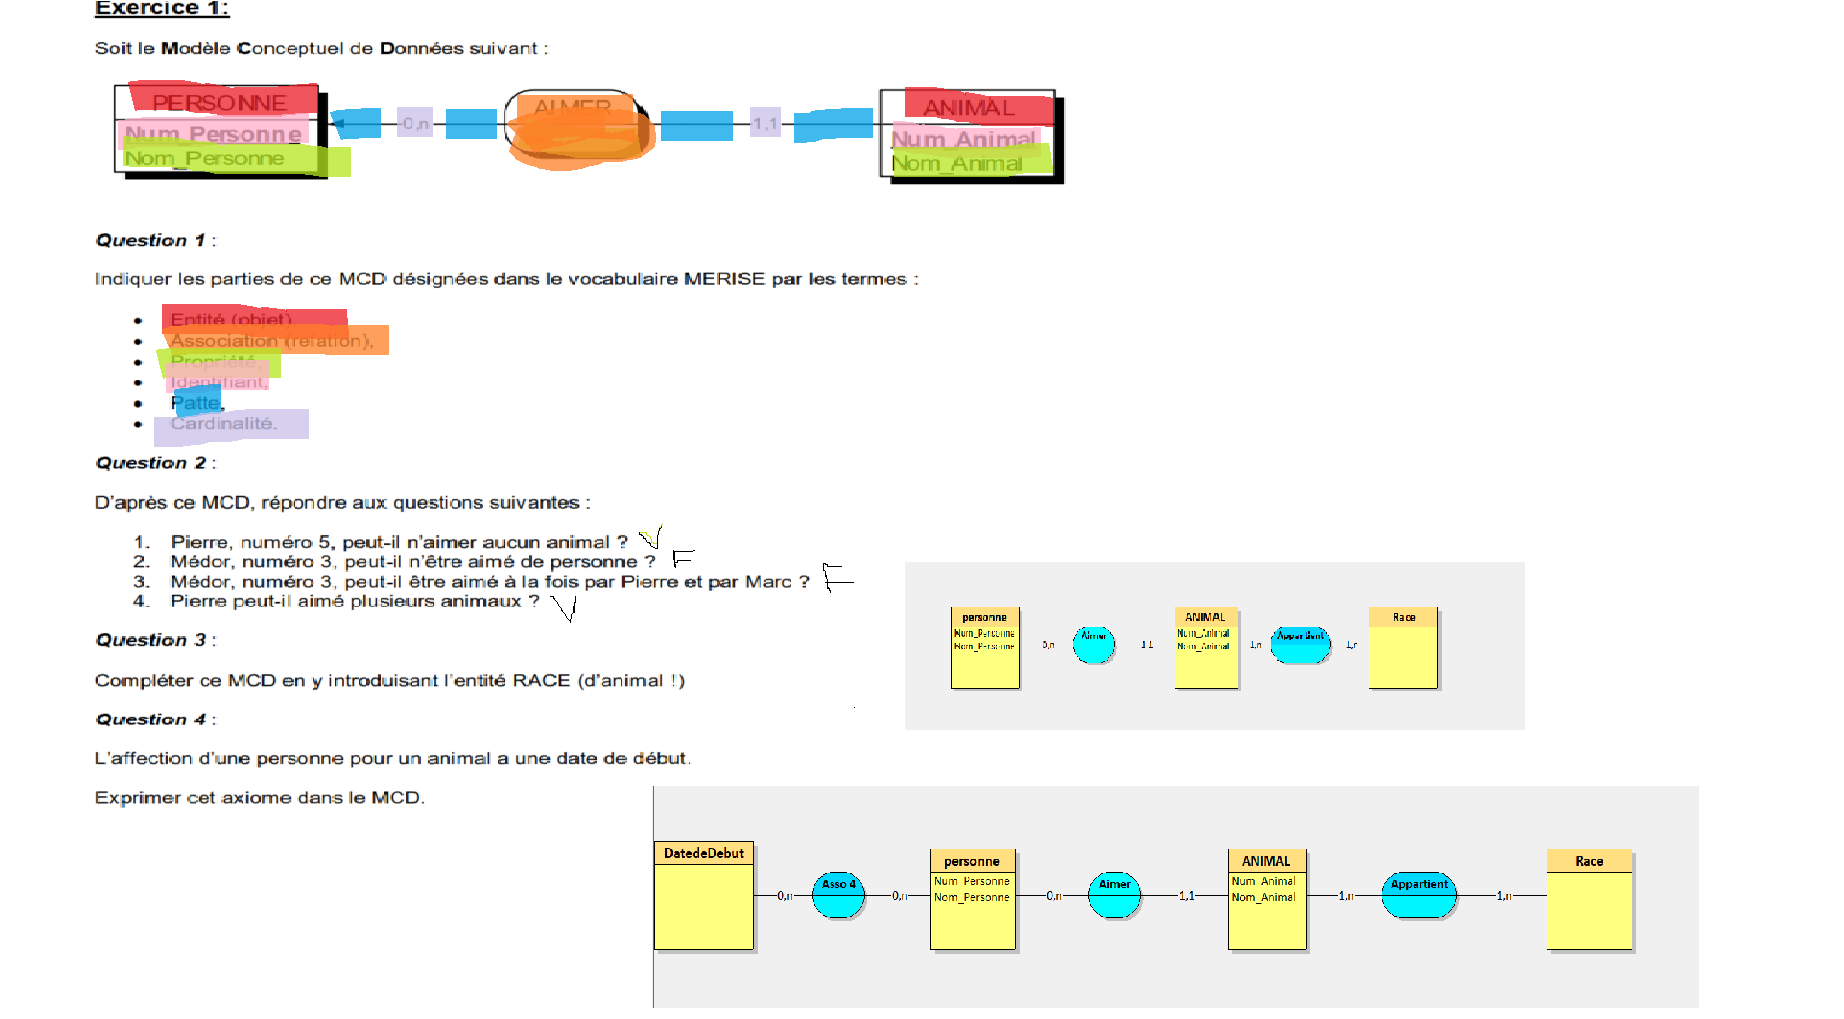 Exercice 1:
Soit le Modèle Conceptuel de Données suivant :
PERSONNE
Num_Personne
Nom_Personne
0,n
AIMER
1,1
ANIMAL
Num_Animal
Nom_Animal
Question 1 :
Indiquer les parties de ce MCD désignées dans le vocabulaire MERISE par les termes :
• Entité (objet)
• Association (relation),
• Propriété,
• Identifiant,
• Patte,
• Cardinalité.
Question 2 :
D'après ce MCD, répondre aux questions suivantes :
1. Pierre, numéro 5, peut-il n'aimer aucun animal ? V
2. Médor, numéro 3, peut-il n'être aimé de personne ? F
3. Médor, numéro 3, peut-il être aimé à la fois par Pierre et par Marc ? F
4. Pierre peut-il aimé plusieurs animaux ? V
Question 3 :
Compléter ce MCD en y introduisant l'entité RACE (d'animal !)
personne
Num_Personne
Nom_Personne
0,n
Aimer
1,1
ANIMAL
Num_Animal
Nom_Animal
1,n
Appartient
1,n
Race
Question 4 :
L'affection d'une personne pour un animal a une date de début.
Exprimer cet axiome dans le MCD.
DatedeDebut
0,n
Asso 4
0,n
personne
Num_Personne
Nom_Personne
0,n
Aimer
1,1
ANIMAL
Num_Animal
Nom_Animal
1,n
Appartient
1,n
Race